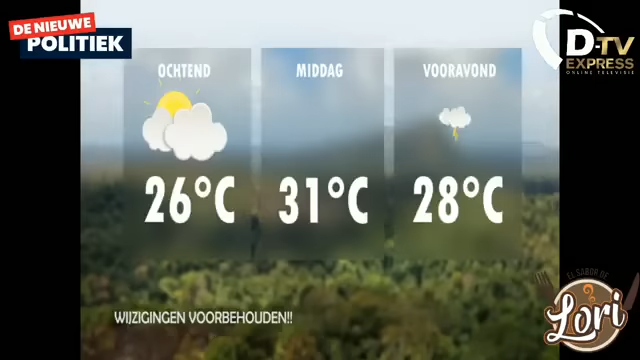 DE NIEUWE
POLITIEK
D-TV
EXPRESS
ONLINE TELEVISIE
OCHTEND
MIDDAG
VOORAVOND
26°C
31°C
28°C
WIJZIGINGEN VOORBEHOUDEN!!
EL SABOR DE
Lori